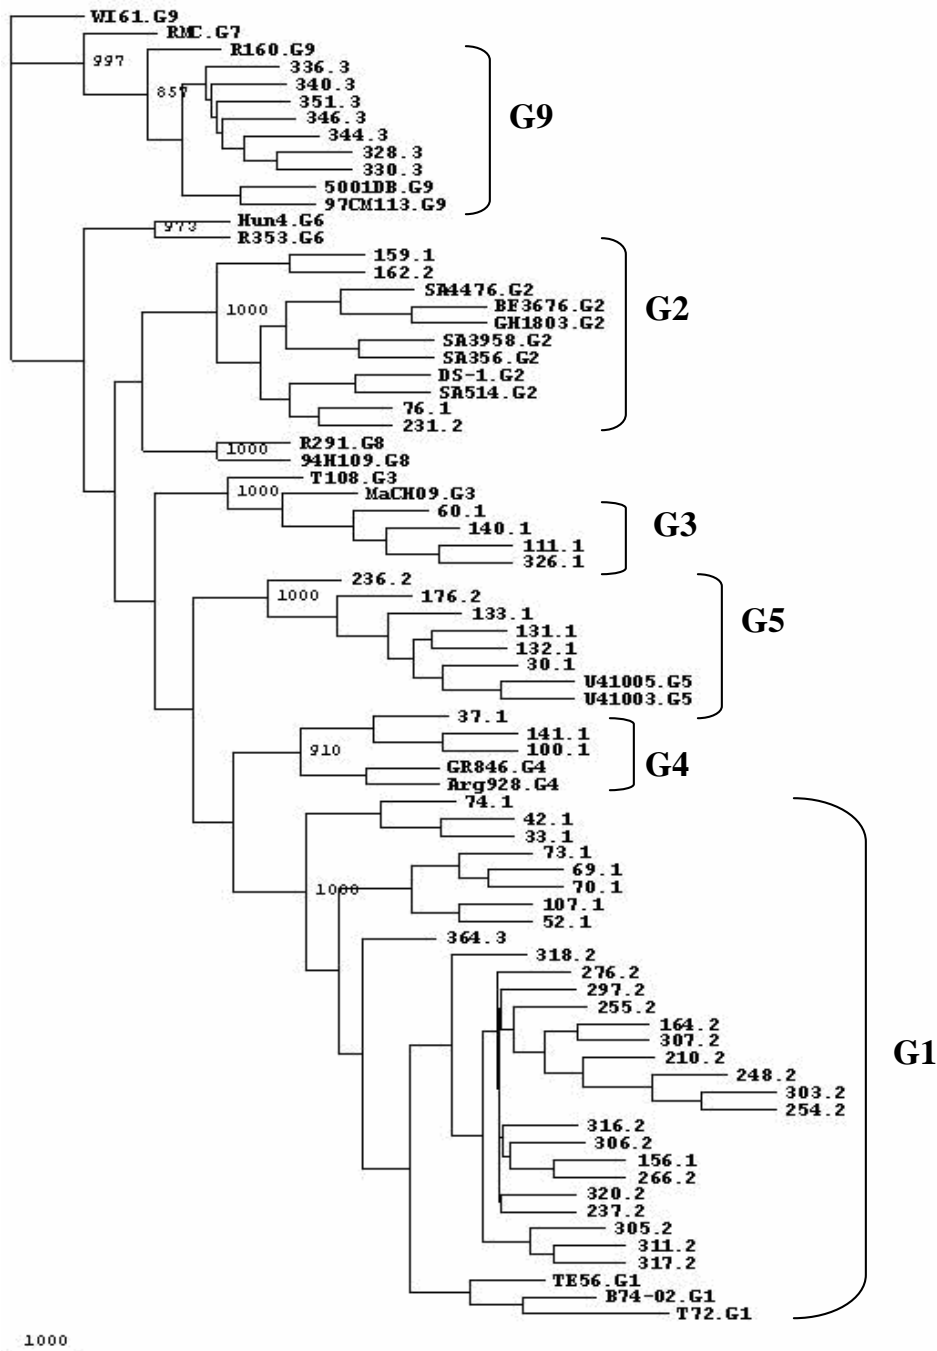 WI61.G9
RMC.G7
997
R160.G9
336.3
340.3
857
351.3
346.3
G9
344.3
328.3
330.3
5001DB.G9
97CM113.G9
Hun4.G6
973
R353.G6
159.1
162.2
SA4476.G2
BF3676.G2
1000
G2
GH1803.G2
SA3958.G2
SA356.G2
DS-1.G2
SA514.G2
76.1
231.2
R291.G8
1000
94H109.G8
T108.G3
1000
MaCH09.G3
60.1
G3
140.1
111.1
326.1
236.2
1000
176.2
133.1
G5
131.1
132.1
30.1
U41005.G5
U41003.G5
37.1
141.1
910
100.1
G4
GR846.G4
Arg928.G4
74.1
42.1
33.1
73.1
69.1
70.1
1000
107.1
52.1
364.3
318.2
276.2
297.2
255.2
164.2
307.2
G1
210.2
248.2
303.2
254.2
316.2
306.2
156.1
266.2
320.2
237.2
305.2
311.2
317.2
TE56.G1
B74-02.G1
T72.G1
1000